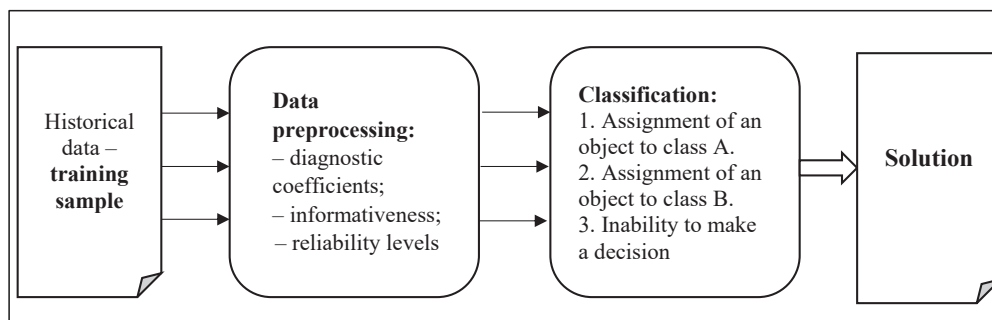 Historical
data –
training
sample
Data
preprocessing:
– diagnostic
coefficients;
– informativeness;
– reliability levels
Classification:
1. Assignment of an
object to class A.
2. Assignment of an
object to class B.
3. Inability to make
a decision
Solution